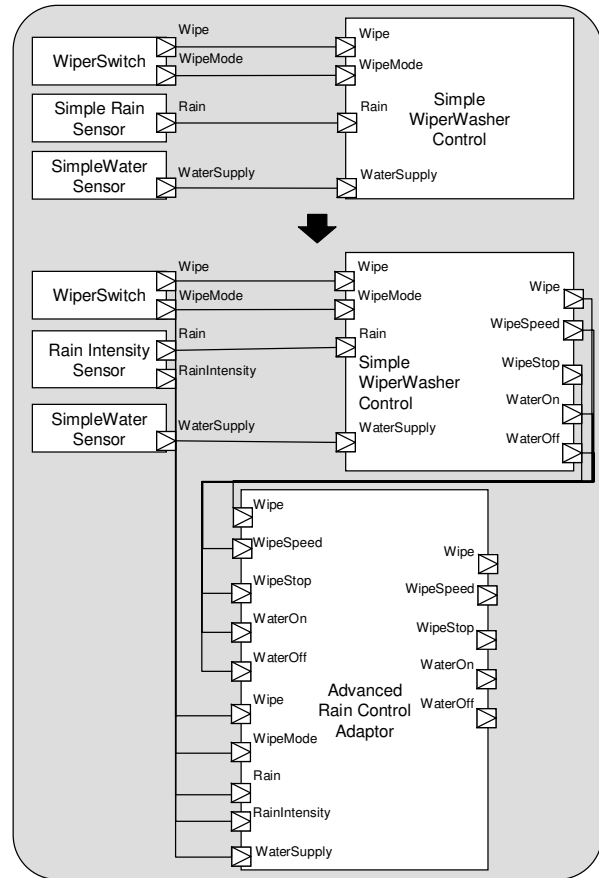 Wipe
WiperSwitch
WipeMode
Simple Rain
Sensor
Rain
SimpleWater
Sensor
WaterSupply
Wipe
WipeMode
Rain
WaterSupply
Simple
WiperWasher
Control
Wipe
WiperSwitch
WipeMode
Rain
Rain Intensity
Sensor
RainIntensity
SimpleWater
Sensor
WaterSupply
Wipe
WipeMode
Rain
Simple
WiperWasher
Control
WaterSupply
Wipe
WipeSpeed
WipeStop
WaterOn
WaterOff
Wipe
WipeSpeed
WipeStop
WaterOn
WaterOff
Wipe
WipeMode
Rain
RainIntensity
WaterSupply
Advanced
Rain Control
Adaptor
Wipe
WipeSpeed
WipeStop
WaterOn
WaterOff